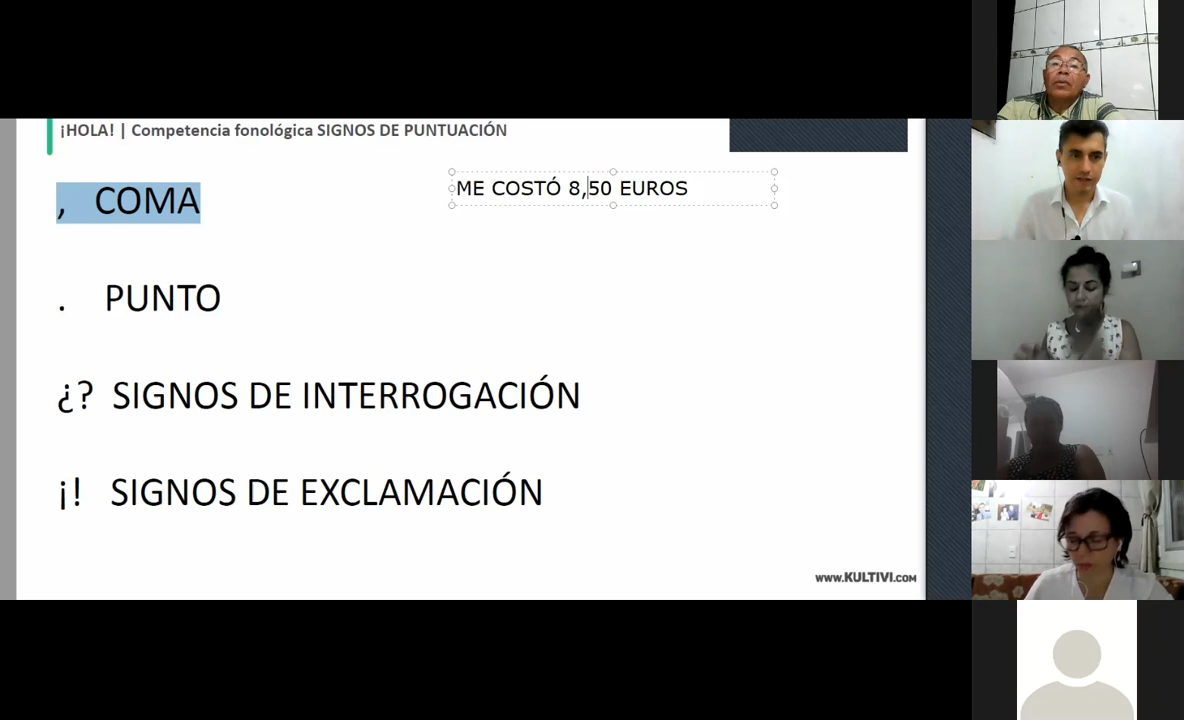 ¡HOLA! | Competencia fonológica SIGNOS DE PUNTUACIÓN
ME COSTÓ 8,50 EUROS
, COMA
. PUNTO
¿? SIGNOS DE INTERROGACIÓN
¡! SIGNOS DE EXCLAMACIÓN
www.KULTIVI.COM